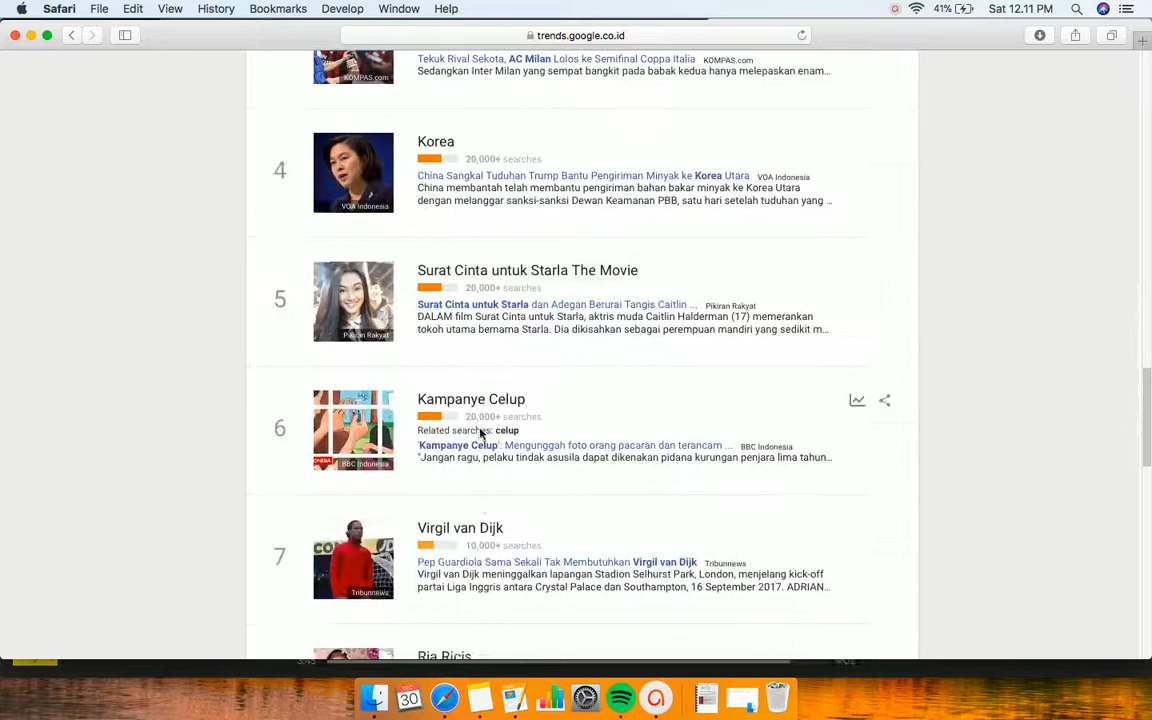 Safari File Edit View History Bookmarks Develop Window Help 41% Sat 12.11 PM
trends.google.co.id
Tekuk Rival Sekota, AC Milan Lolos ke Semifinal Coppa Italia KOMPAS.com
Sedangkan Inter Milan yang sempat bangkit pada babak kedua hanya melepaskan enam...
KOMPAS.com
4
Korea
20,000+ searches
China Sangkal Tuduhan Trump Bantu Pengiriman Minyak ke Korea Utara VOA Indonesia
China membantah telah membantu pengiriman bahan bakar minyak ke Korea Utara
dengan melanggar sanksi-sanksi Dewan Keamanan PBB, satu hari setelah tuduhan yang ...
VOA Indonesia
5
Surat Cinta untuk Starla The Movie
20,000+ searches
Surat Cinta untuk Starla dan Adegan Berurai Tangis Caitlin ... Pikiran Rakyat
DALAM film Surat Cinta untuk Starla, aktris muda Caitlin Halderman (17) memerankan
tokoh utama bernama Starla. Dia dikisahkan sebagai perempuan mandiri yang sedikit m...
Pikiran Rakyat
6
Kampanye Celup
20,000+ searches
Related searches: celup
'Kampanye Celup': Mengunggah foto orang pacaran dan terancam ... BBC Indonesia
"Jangan ragu, pelaku tindak asusila dapat dikenakan pidana kurungan penjara lima tahun...
BBC Indonesia
7
Virgil van Dijk
10,000+ searches
Pep Guardiola Sama Sekali Tak Membutuhkan Virgil van Dijk Tribunnews
Virgil van Dijk meninggalkan lapangan Stadion Selhurst Park, London, menjelang kick-off
partai Liga Inggris antara Crystal Palace dan Southampton, 16 September 2017. ADRIAN...
Tribunnews
Ria Ricis
3:45
DEC
30